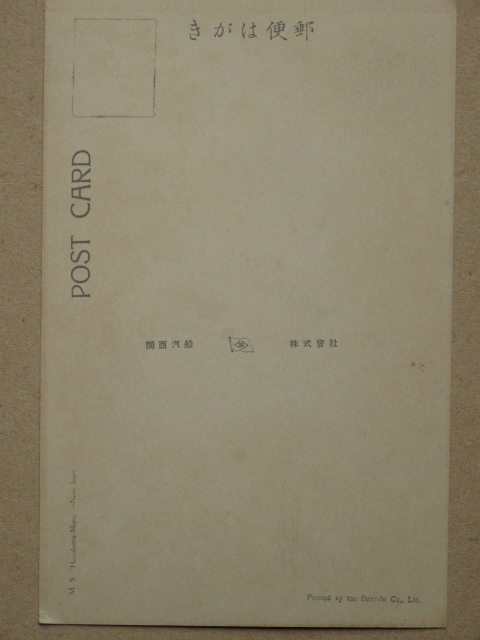 きがは便郵
POST CARD
関西汽船 株式會社
M. S.
Printed by the Benrido Co., Ltd.